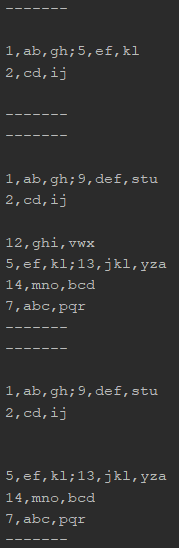 -------
1,ab,gh;5,ef,kl
2,cd,ij
-------
-------
1,ab,gh;9,def,stu
2,cd,ij
12,ghi,vwx
5,ef,kl;13,jkl,yza
14,mno,bcd
7,abc,pqr
-------
-------
1,ab,gh;9,def,stu
2,cd,ij
5,ef,kl;13,jkl,yza
14,mno,bcd
7,abc,pqr
-------